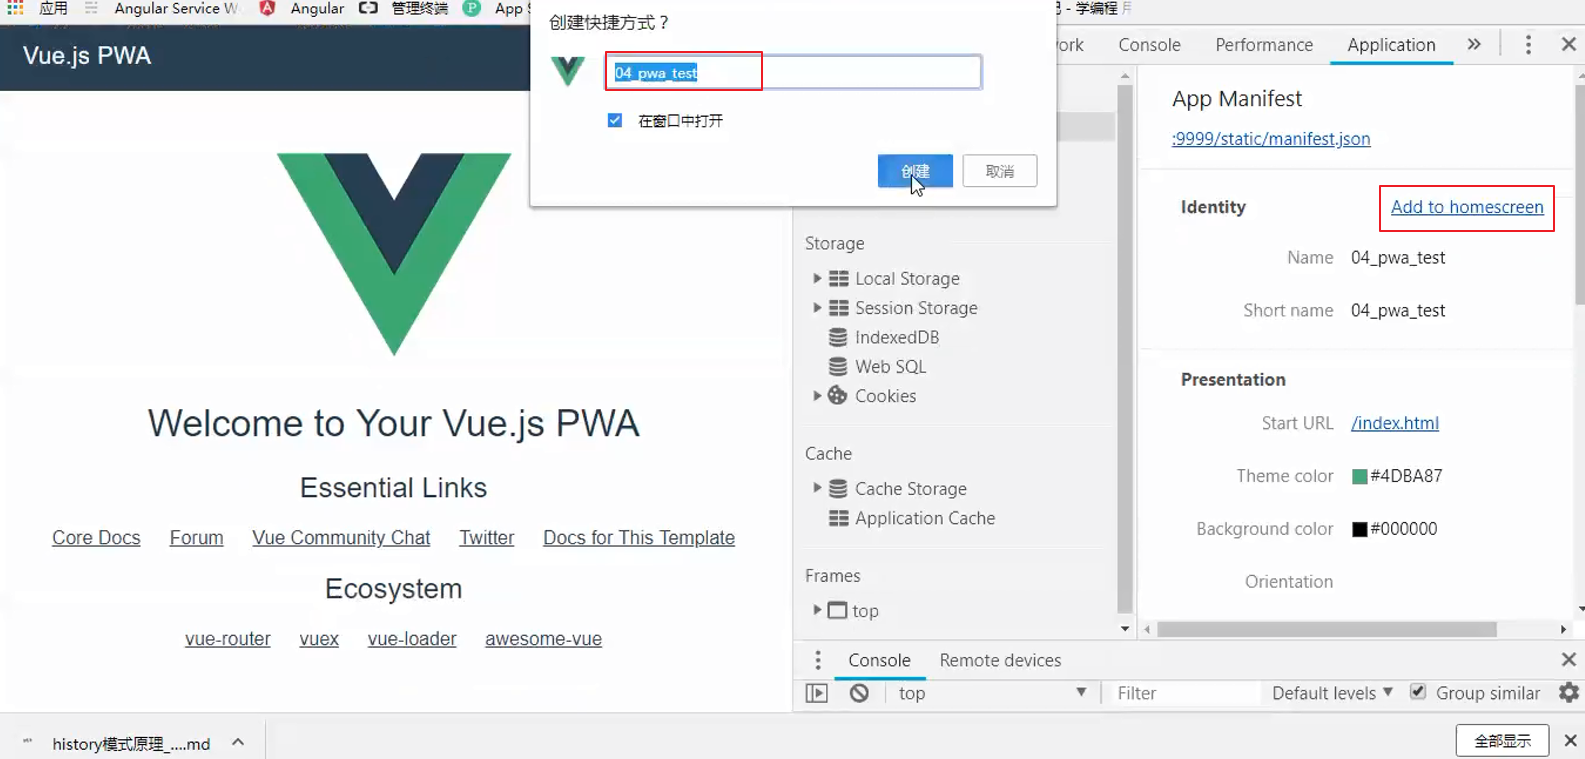 应用 Angular Service W Angular 管理终端 App S
- 学编程
Vue.js PWA
创建快捷方式？
04_pwa_test
在窗口中打开
创建 取消
ork Console Performance Application »
App Manifest
:9999/static/manifest.json
Identity Add to homescreen
Name 04_pwa_test
Short name 04_pwa_test
Presentation
Start URL /index.html
Theme color #4DBA87
Background color #000000
Orientation
Storage
Local Storage
Session Storage
IndexedDB
Web SQL
Cookies
Cache
Cache Storage
Application Cache
Frames
top
Welcome to Your Vue.js PWA
Essential Links
Core Docs Forum Vue Community Chat Twitter Docs for This Template
Ecosystem
vue-router vuex vue-loader awesome-vue
Console Remote devices
top Filter Default levels Group similar
history模式原理_....md 全部显示